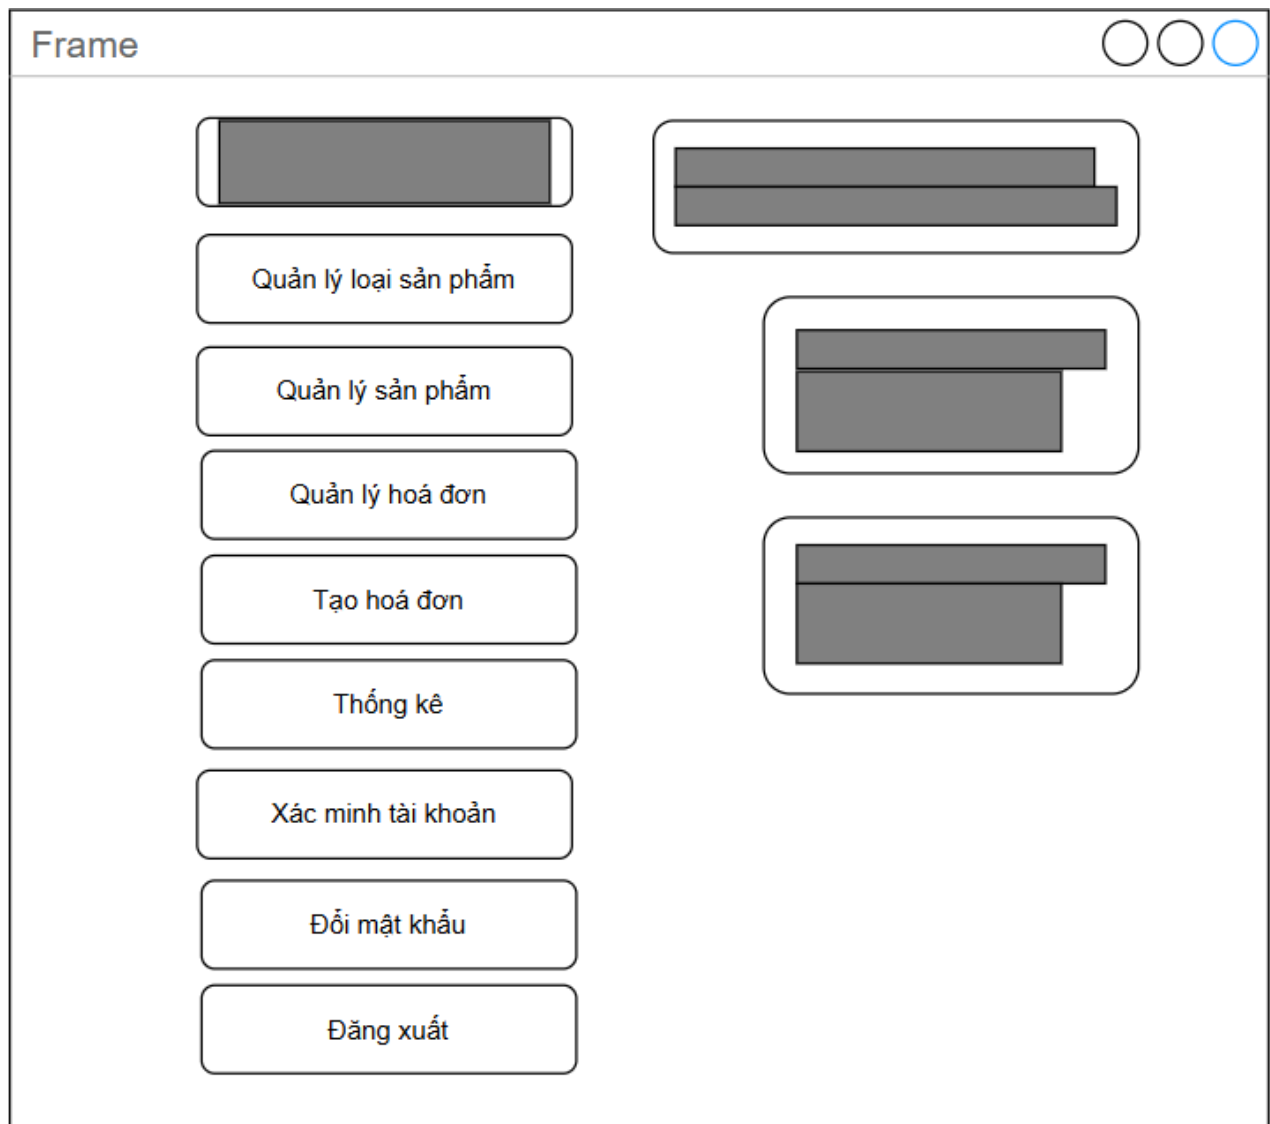 Frame
Quản lý loại sản phẩm
Quản lý sản phẩm
Quản lý hoá đơn
Tạo hoá đơn
Thống kê
Xác minh tài khoản
Đổi mật khẩu
Đăng xuất